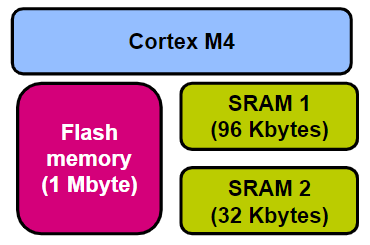 Cortex M4
Flash
memory
(1 Mbyte)
SRAM 1
(96 Kbytes)
SRAM 2
(32 Kbytes)